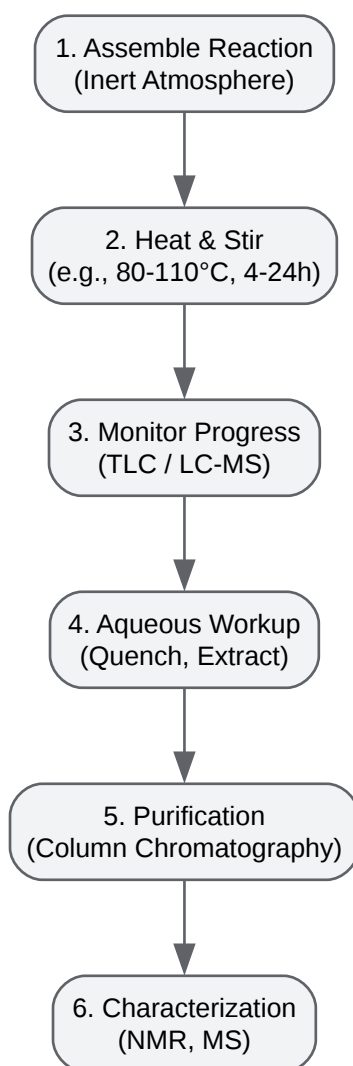 1. Assemble Reaction
(Inert Atmosphere)
2. Heat & Stir
(e.g., 80-110°C, 4-24h)
3. Monitor Progress
(TLC / LC-MS)
4. Aqueous Workup
(Quench, Extract)
5. Purification
(Column Chromatography)
6. Characterization
(NMR, MS)